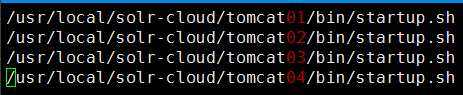 /usr/local/solr-cloud/tomcat01/bin/startup.sh
/usr/local/solr-cloud/tomcat02/bin/startup.sh
/usr/local/solr-cloud/tomcat03/bin/startup.sh
/usr/local/solr-cloud/tomcat04/bin/startup.sh